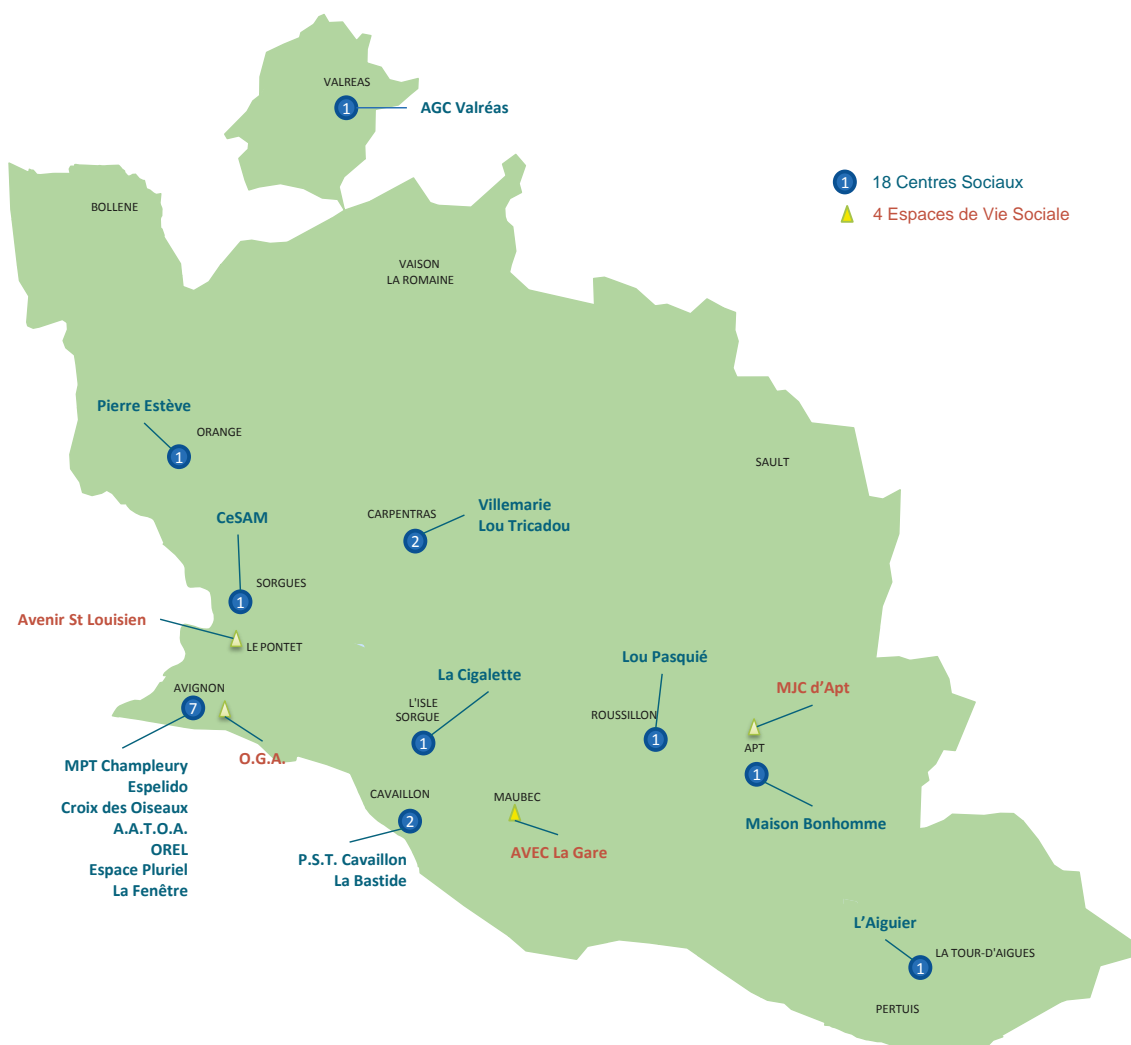 VALREAS
1
AGC Valréas
1
18 Centres Sociaux
4 Espaces de Vie Sociale
BOLLENE
VAISON
LA ROMAINE
Pierre Estève
ORANGE
1
SAULT
CARPENTRAS
2
Villemarie
Lou Tricadou
CeSAM
SORGUES
1
Avenir St Louisien
LE PONTET
AVIGNON
7
O.G.A.
MPT Champleury
Espelido
Croix des Oiseaux
A.A.T.O.A.
OREL
Espace Pluriel
La Fenêtre
La Cigalette
L'ISLE
SORGUE
1
Lou Pasquié
ROUSSILLON
1
MJC d’Apt
APT
1
Maison Bonhomme
CAVAILLON
2
P.S.T. Cavaillon
La Bastide
MAUBEC
AVEC La Gare
L’Aiguier
LA TOUR-D'AIGUES
1
PERTUIS